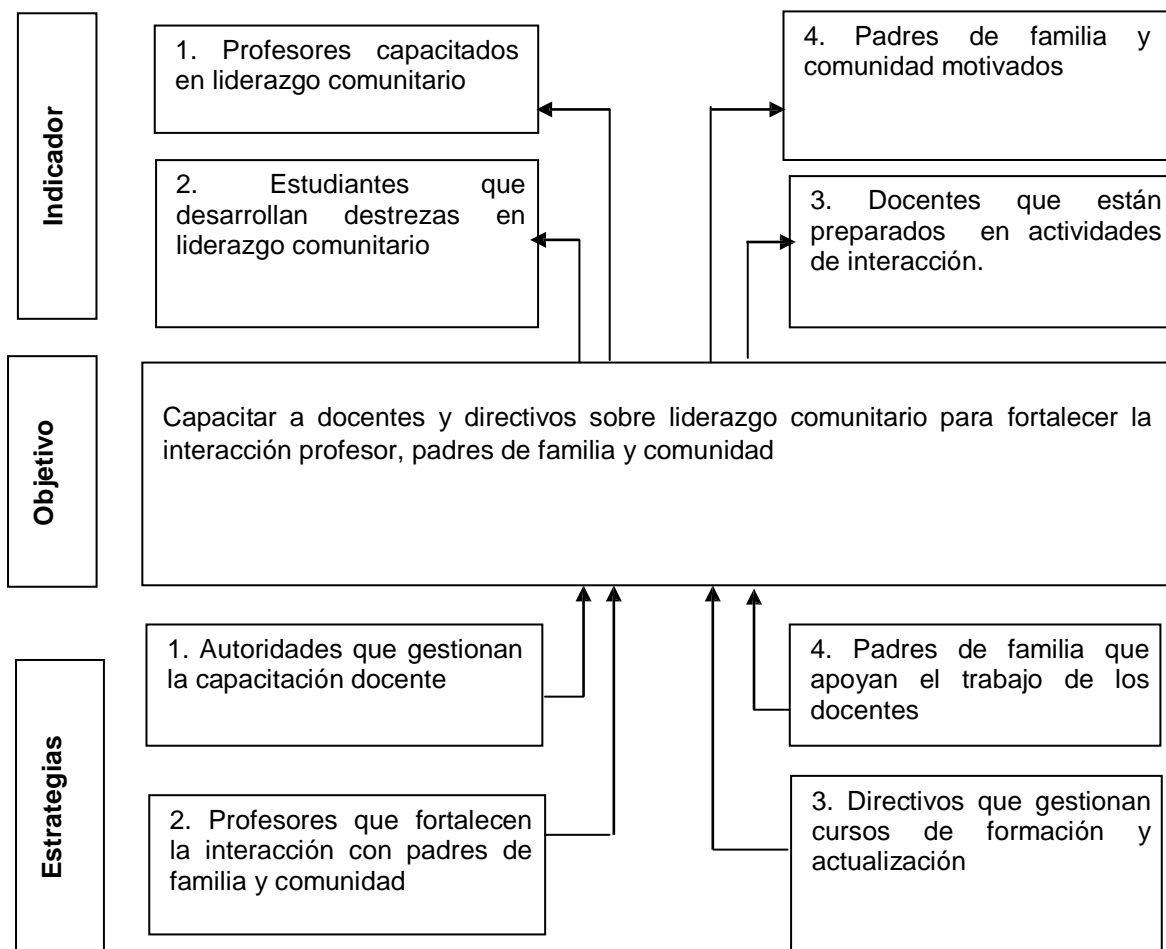 Indicador
1. Profesores capacitados
en liderazgo comunitario
4. Padres de familia y
comunidad motivados
2. Estudiantes que
desarrollan destrezas en
liderazgo comunitario
3. Docentes que están
preparados en actividades
de interacción.
Objetivo
Capacitar a docentes y directivos sobre liderazgo comunitario para fortalecer la
interacción profesor, padres de familia y comunidad
Estrategias
1. Autoridades que gestionan
la capacitación docente
4. Padres de familia que
apoyan el trabajo de los
docentes
2. Profesores que fortalecen
la interacción con padres de
familia y comunidad
3. Directivos que gestionan
cursos de formación y
actualización